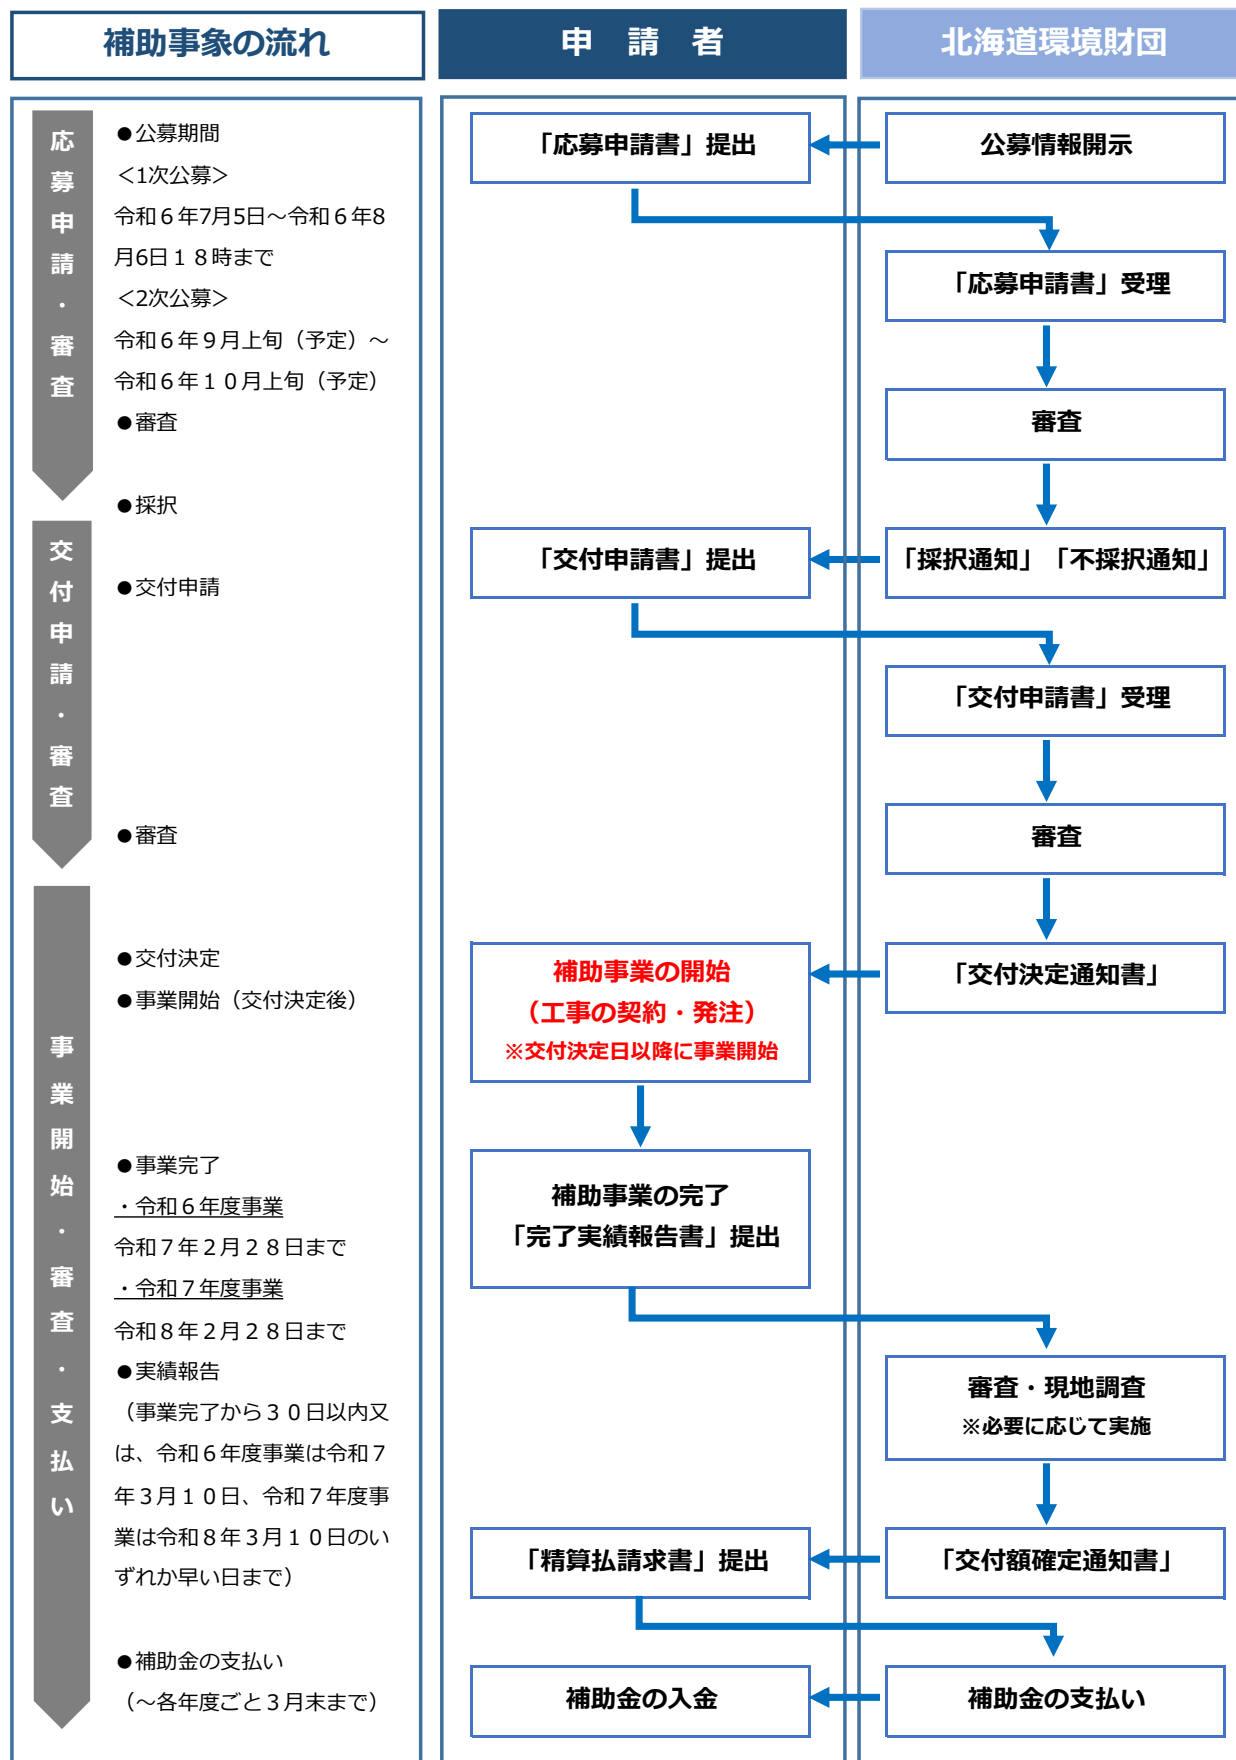 補助事象の流れ
申 請 者
北海道環境財団
応募申請・審査
●公募期間
＜1次公募＞
令和６年7月5日～令和６年8
月6日１８時まで
＜2次公募＞
令和６年９月上旬（予定）～
令和６年１０月上旬（予定）
●審査
●採択
交付申請・審査
●交付申請
●審査
事業開始・審査・支払い
●交付決定
●事業開始（交付決定後）
●事業完了
・令和６年度事業
令和７年２月２８日まで
・令和７年度事業
令和８年２月２８日まで
●実績報告
（事業完了から３０日以内又
は、令和６年度事業は令和７
年３月１０日、令和７年度事
業は令和８年３月１０日のい
ずれか早い日まで）
●補助金の支払い
（～各年度ごと３月末まで）
「応募申請書」提出
公募情報開示
「応募申請書」受理
審査
「交付申請書」提出
「採択通知」「不採択通知」
「交付申請書」受理
審査
補助事業の開始
（工事の契約・発注）
※交付決定日以降に事業開始
「交付決定通知書」
補助事業の完了
「完了実績報告書」提出
審査・現地調査
※必要に応じて実施
「精算払請求書」提出
「交付額確定通知書」
補助金の入金
補助金の支払い